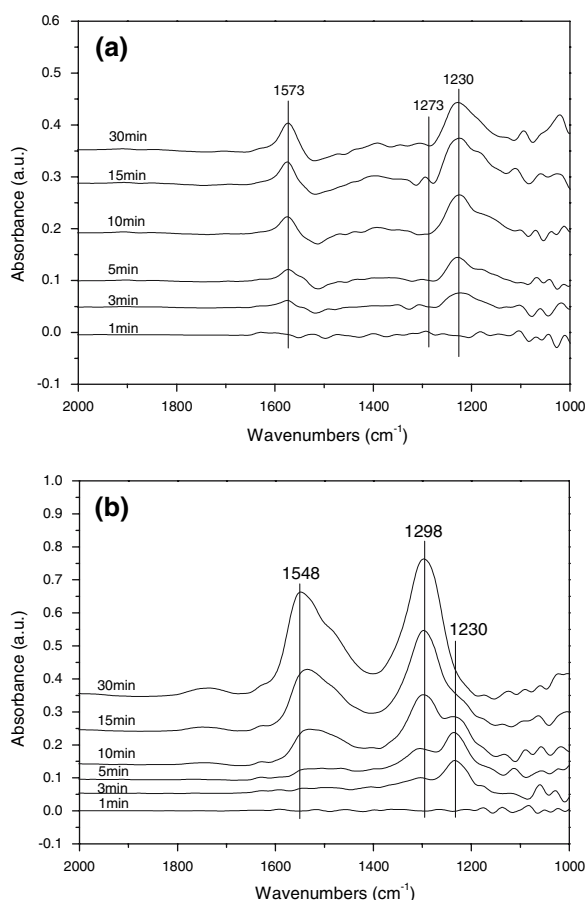 (a)
0.6
0.5
0.4
0.3
0.2
0.1
0.0
-0.1
Absorbance (a.u.)
1573
1273
1230
30min
15min
10min
5min
3min
1min
2000 1800 1600 1400 1200 1000
Wavenumbers (cm-1)
(b)
1.0
0.9
0.8
0.7
0.6
0.5
0.4
0.3
0.2
0.1
0.0
-0.1
Absorbance (a.u.)
1548
1298
1230
30min
15min
10min
5min
3min
1min
2000 1800 1600 1400 1200 1000
Wavenumbers (cm-1)